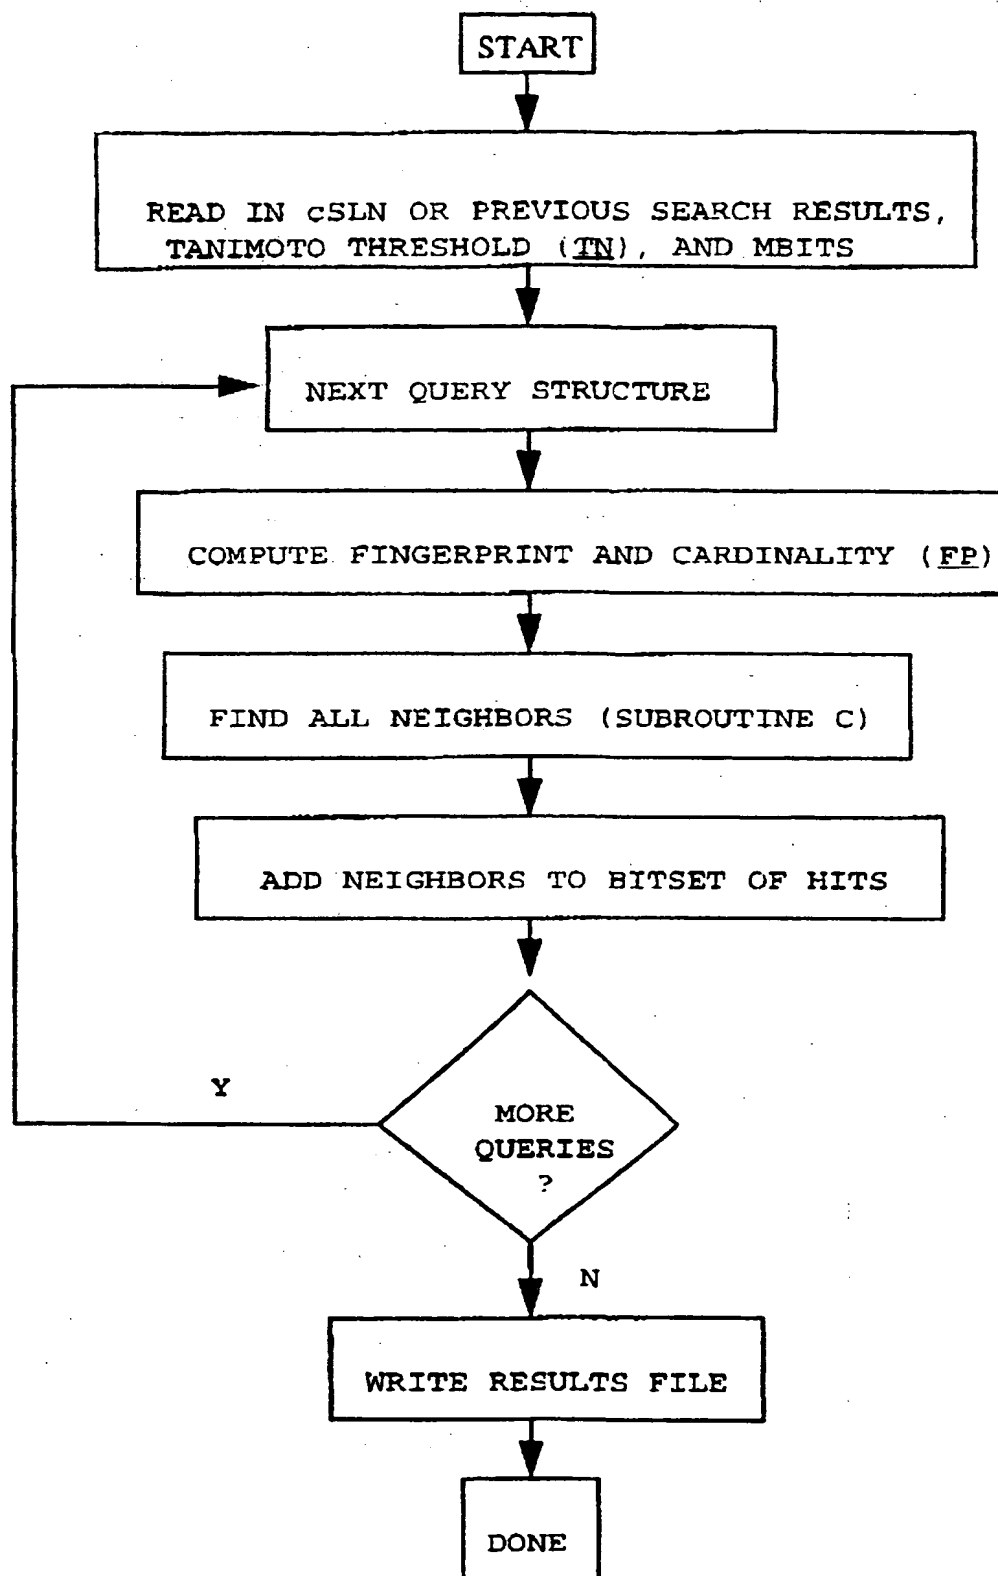 START
READ IN cSLN OR PREVIOUS SEARCH RESULTS,
TANIMOTO THRESHOLD (TN), AND MBITS
NEXT QUERY STRUCTURE
COMPUTE FINGERPRINT AND CARDINALITY (FP)
FIND ALL NEIGHBORS (SUBROUTINE C)
ADD NEIGHBORS TO BITSET OF HITS
Y
MORE
QUERIES
?
N
WRITE RESULTS FILE
DONE